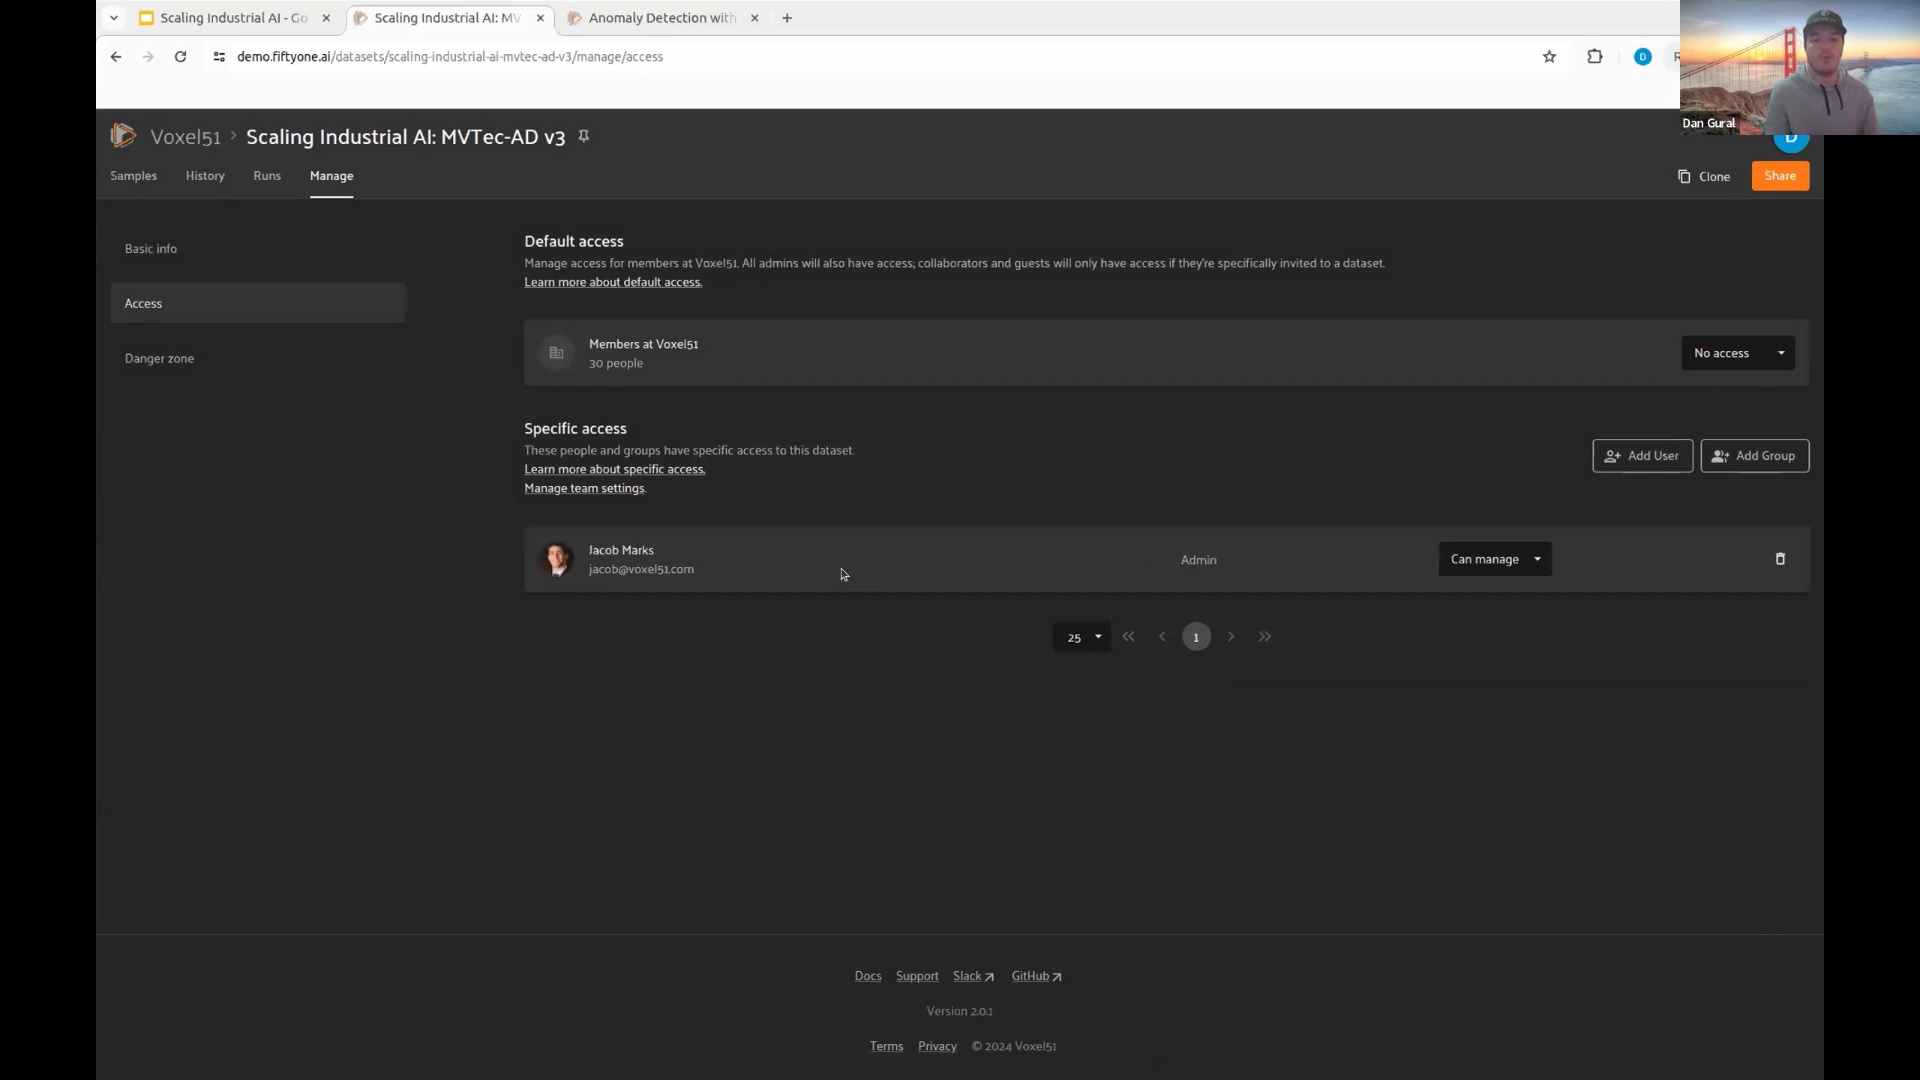 Scaling Industrial AI - Go
Scaling Industrial AI: MV
Anomaly Detection with
demo.fiftyone.ai/datasets/scaling-industrial-ai-mvtec-ad-v3/manage/access
D
Dan Gural
Voxel51 > Scaling Industrial AI: MVTec-AD v3
Samples
History
Runs
Manage
Clone
Share
Basic info
Access
Danger zone
Default access
Manage access for members at Voxel51. All admins will also have access; collaborators and guests will only have access if they're specifically invited to a dataset.
Learn more about default access.
Members at Voxel51
30 people
No access
Specific access
These people and groups have specific access to this dataset.
Learn more about specific access.
Manage team settings.
Add User
Add Group
Jacob Marks
jacob@voxel51.com
Admin
Can manage
25
1
Docs Support Slack GitHub
Version 2.0.1
Terms Privacy © 2024 Voxel51